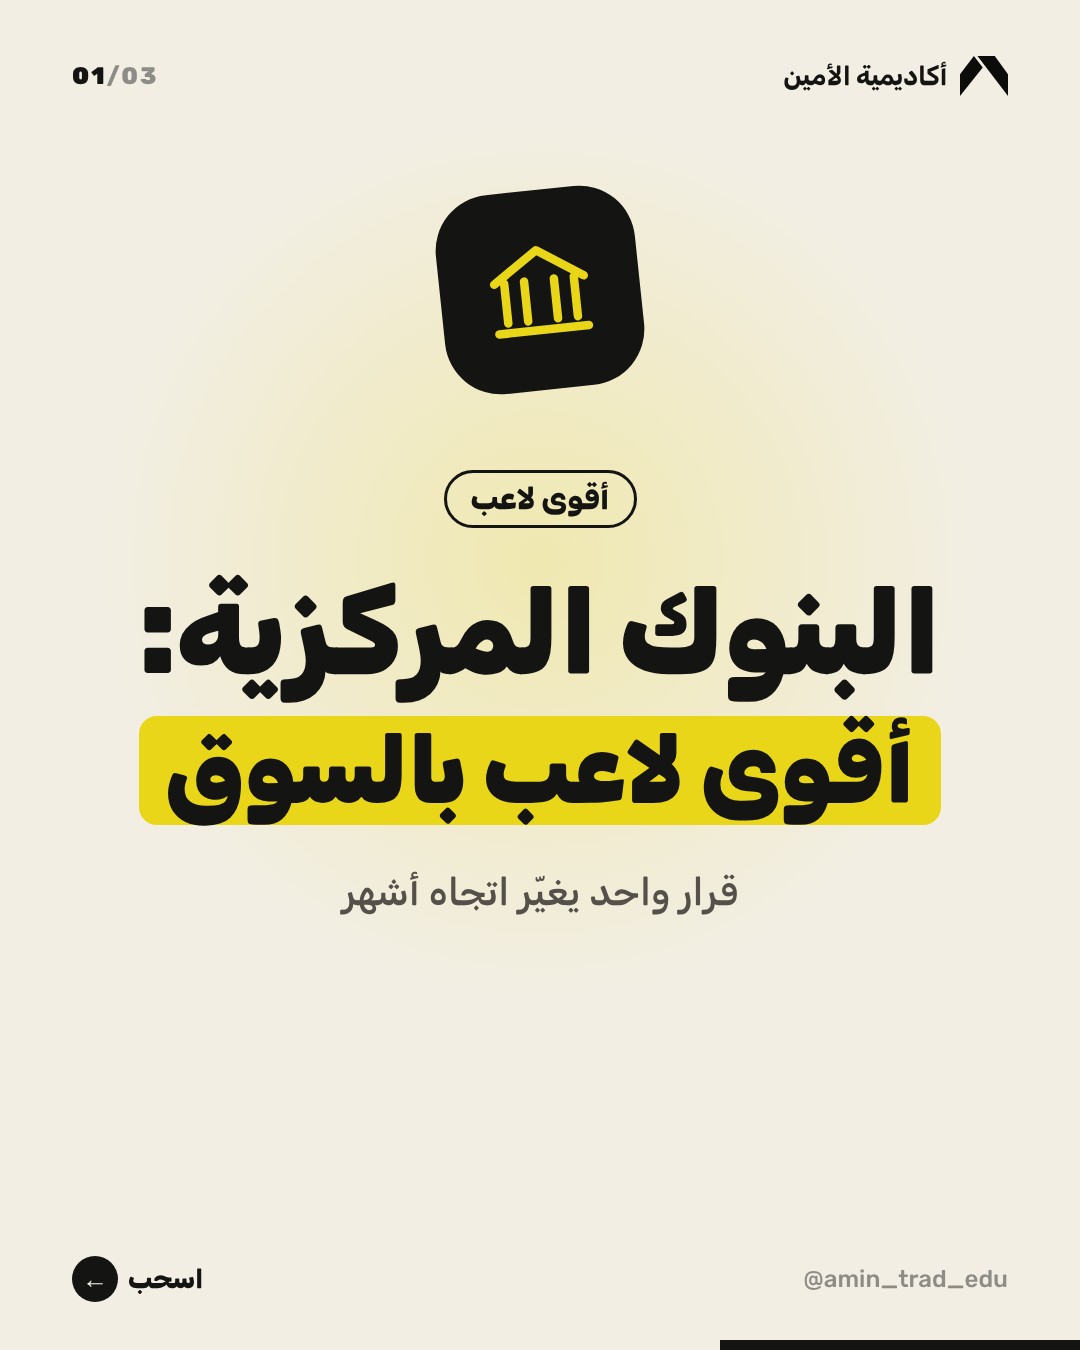 أكاديمية الأمين
01/03
أقوى لاعب
البنوك المركزية:
أقوى لاعب بالسوق
قرار واحد يغيّر اتجاه أشهر
@amin_trad_edu
اسحب ←